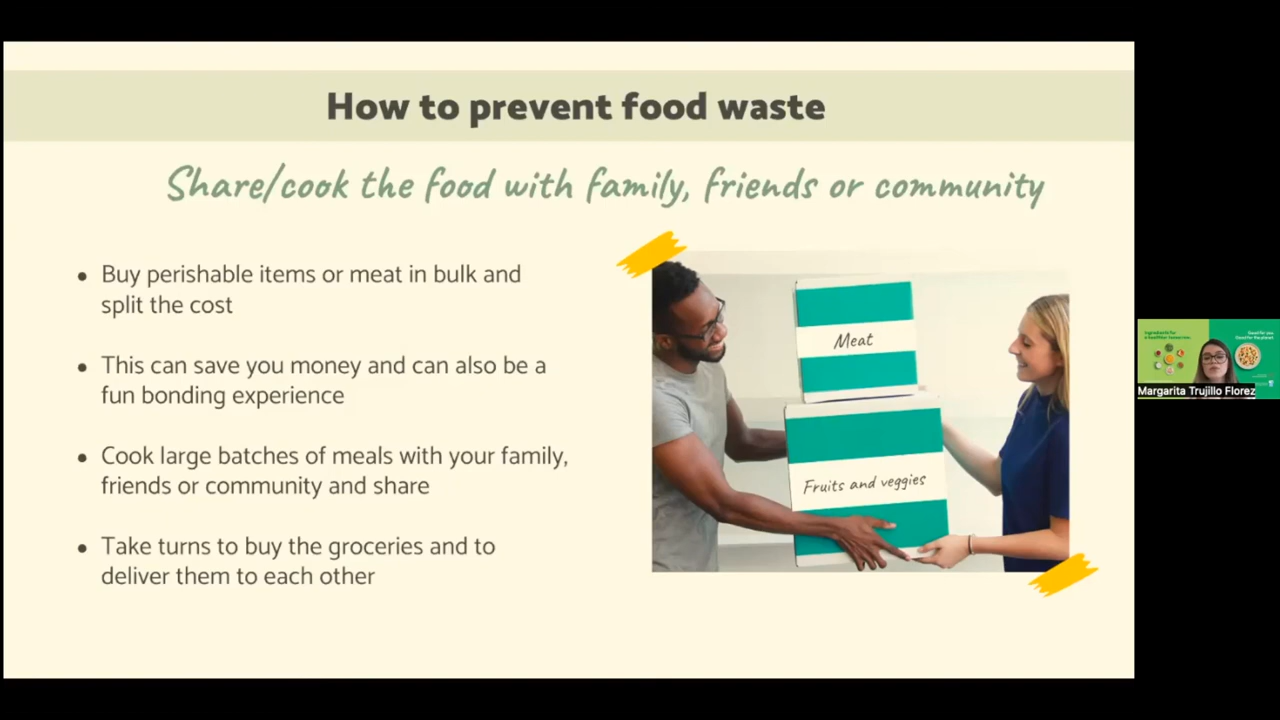 How to prevent food waste
Share/cook the food with family, friends or community
• Buy perishable items or meat in bulk and
split the cost
• This can save you money and can also be a
fun bonding experience
• Cook large batches of meals with your family,
friends or community and share
• Take turns to buy the groceries and to
deliver them to each other
Meat
Fruits and veggies
Margarita Trujillo Florez